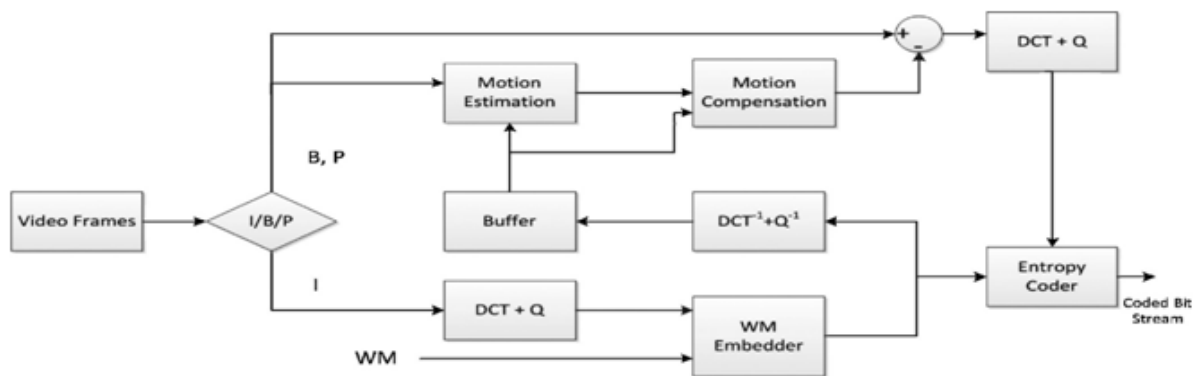 +
-
DCT + Q
Motion
Estimation
Motion
Compensation
B, P
Video Frames
I/B/P
Buffer
DCT⁻¹+Q⁻¹
Entropy
Coder
Coded Bit
Stream
I
DCT + Q
WM
Embedder
WM